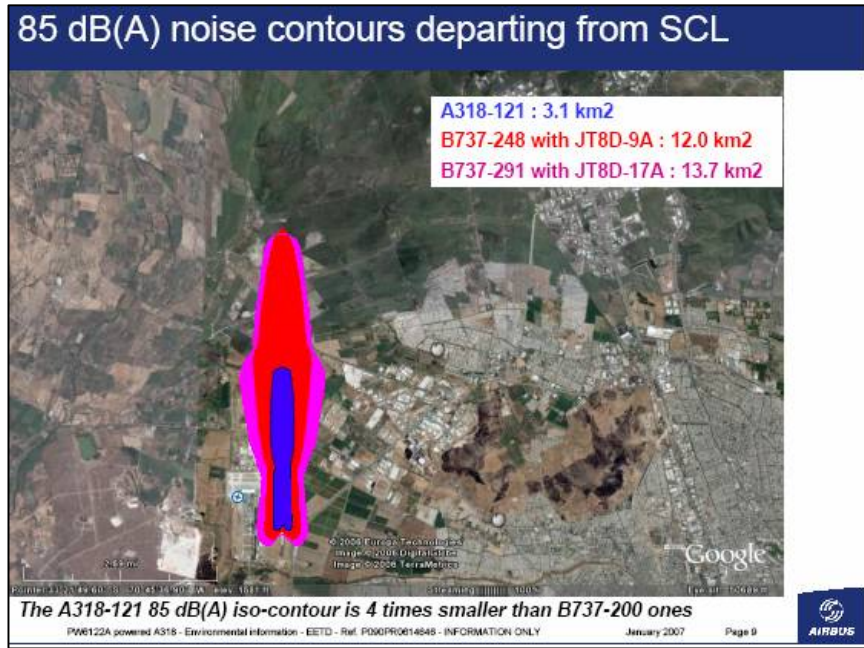 85 dB(A) noise contours departing from SCL
A318-121 : 3.1 km2
B737-248 with JT8D-9A : 12.0 km2
B737-291 with JT8D-17A : 13.7 km2
© 2006 Europa Technologies
Image © 2006 DigitalGlobe
Image © 2006 TerraMetrics
Google
Streaming 100%
The A318-121 85 dB(A) iso-contour is 4 times smaller than B737-200 ones
PW6122A powered A318 - Environmental information - EETD - Ref. P090PR0614646 - INFORMATION ONLY January 2007 Page 9
AIRBUS